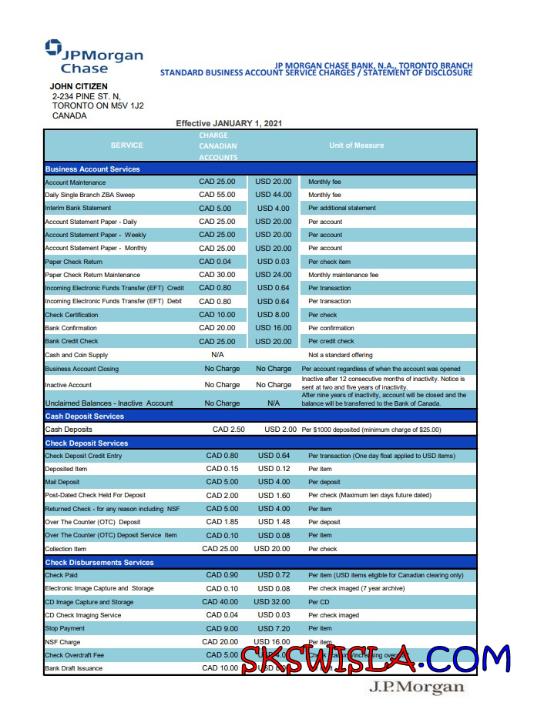 JPMorgan
Chase
JP MORGAN CHASE BANK, N.A., TORONTO BRANCH
STANDARD BUSINESS ACCOUNT SERVICE CHARGES / STATEMENT OF DISCLOSURE
JOHN CITIZEN
2-234 PINE ST. N,
TORONTO ON M5V 1J2
CANADA
Effective JANUARY 1, 2021
SERVICE CHARGE CANADIAN ACCOUNTS Unit of Measure
Business Account Services
Account Maintenance CAD 25.00 USD 20.00 Monthly fee
Daily Single Branch ZBA Sweep CAD 55.00 USD 44.00 Monthly fee
Interim Bank Statement CAD 5.00 USD 4.00 Per additional statement
Account Statement Paper - Daily CAD 25.00 USD 20.00 Per account
Account Statement Paper - Weekly CAD 25.00 USD 20.00 Per account
Account Statement Paper - Monthly CAD 25.00 USD 20.00 Per account
Paper Check Return CAD 0.04 USD 0.03 Per check item
Paper Check Return Maintenance CAD 30.00 USD 24.00 Monthly maintenance fee
Incoming Electronic Funds Transfer (EFT) Credit CAD 0.80 USD 0.64 Per transaction
Incoming Electronic Funds Transfer (EFT) Debit CAD 0.80 USD 0.64 Per transaction
Check Certification CAD 10.00 USD 8.00 Per check
Bank Confirmation CAD 20.00 USD 16.00 Per confirmation
Bank Credit Check CAD 25.00 USD 20.00 Per credit check
Cash and Coin Supply N/A Not a standard offering
Business Account Closing No Charge No Charge Per account regardless of when the account was opened
Inactive Account No Charge No Charge Inactive after 12 consecutive months of inactivity. Notice is sent at two and five years of inactivity.
Unclaimed Balances - Inactive Account No Charge N/A After nine years of inactivity, account will be closed and the balance will be transferred to the Bank of Canada.
Cash Deposit Services
Cash Deposits CAD 2.50 USD 2.00 Per $1000 deposited (minimum charge of $25.00)
Check Deposit Services
Check Deposit Credit Entry CAD 0.80 USD 0.64 Per transaction (One day float applied to USD items)
Deposited Item CAD 0.15 USD 0.12 Per item
Mail Deposit CAD 5.00 USD 4.00 Per deposit
Post-Dated Check Held For Deposit CAD 2.00 USD 1.60 Per check (Maximum ten days future dated)
Returned Check - for any reason including NSF CAD 5.00 USD 4.00 Per item
Over The Counter (OTC) Deposit CAD 1.85 USD 1.48 Per deposit
Over The Counter (OTC) Deposit Service Item CAD 0.10 USD 0.08 Per item
Collection Item CAD 25.00 USD 20.00 Per check
Check Disbursements Services
Check Paid CAD 0.90 USD 0.72 Per item (USD items eligible for Canadian clearing only)
Electronic Image Capture and Storage CAD 0.10 USD 0.08 Per check imaged (7 year archive)
CD Image Capture and Storage CAD 40.00 USD 32.00 Per CD
CD Check Imaging Service CAD 0.04 USD 0.03 Per check imaged
Stop Payment CAD 9.00 USD 7.20 Per item
NSF Charge CAD 20.00 USD 16.00 Per item
Check Overdraft Fee CAD 5.00
Bank Draft Issuance CAD 10.00
SKSWISLA.COM
J.P.Morgan